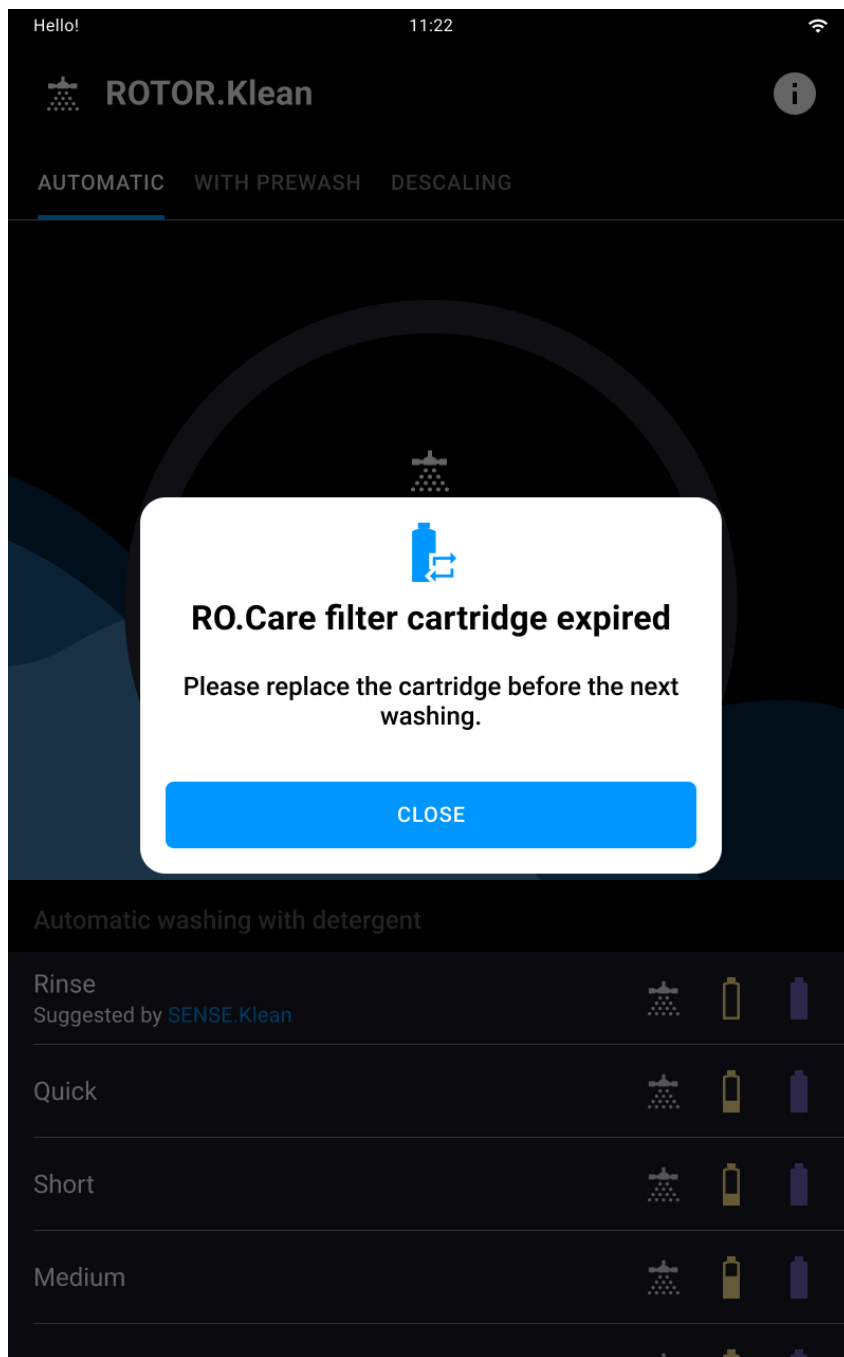 Hello!
11:22
ROTOR.Klean
AUTOMATIC
WITH PREWASH
DESCALING
RO.Care filter cartridge expired
Please replace the cartridge before the next
washing.
CLOSE
Automatic washing with detergent
Rinse
Suggested by SENSE.Klean
Quick
Short
Medium